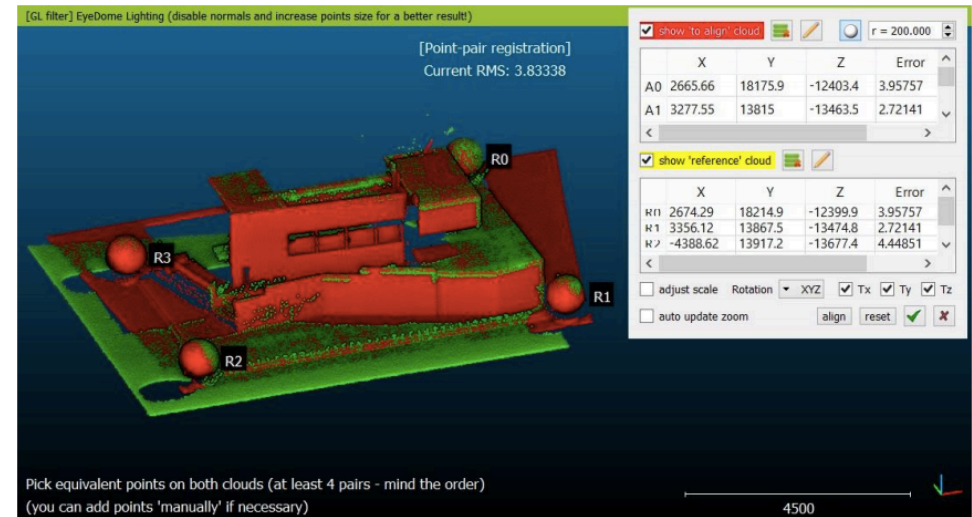 [GL filter] EyeDome Lighting (disable normals and increase points size for a better result!)
[Point-pair registration]
Current RMS: 3.83338
R0
R3
R1
R2
Pick equivalent points on both clouds (at least 4 pairs - mind the order)
(you can add points 'manually' if necessary)
4500
show 'to align' cloud r = 200.000
X Y Z Error
A0 2665.66 18175.9 -12403.4 3.95757
A1 3277.55 13815 -13463.5 2.72141
show 'reference' cloud
X Y Z Error
R0 2674.29 18214.9 -12399.9 3.95757
R1 3356.12 13867.5 -13474.8 2.72141
R2 -4388.62 13917.2 -13677.4 4.44851
adjust scale Rotation XYZ Tx Ty Tz
auto update zoom align reset